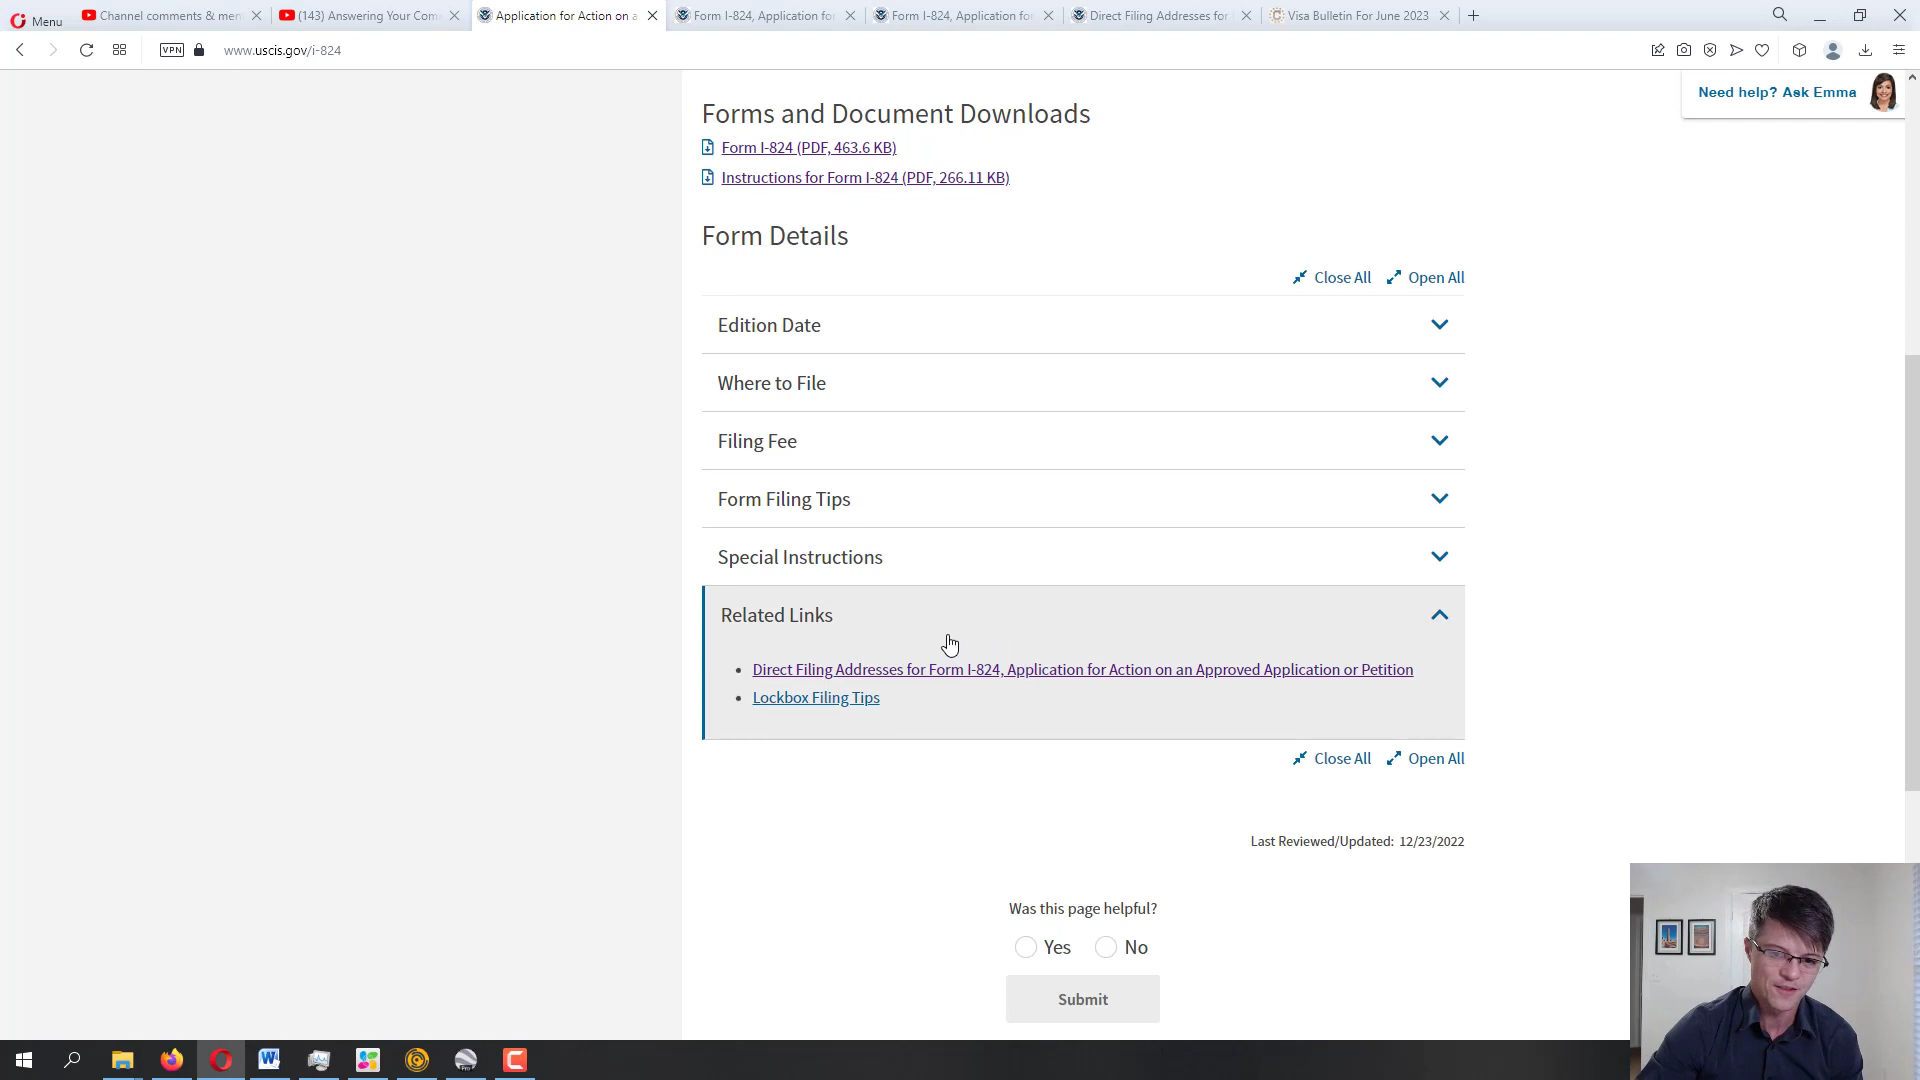 Menu
Channel comments & men
(143) Answering Your Com
Application for Action on a
Form I-824, Application for
Form I-824, Application for
Direct Filing Addresses for
Visa Bulletin For June 2023
VPN
www.uscis.gov/i-824
Need help? Ask Emma
Forms and Document Downloads
Form I-824 (PDF, 463.6 KB)
Instructions for Form I-824 (PDF, 266.11 KB)
Form Details
Close All Open All
Edition Date
Where to File
Filing Fee
Form Filing Tips
Special Instructions
Related Links
• Direct Filing Addresses for Form I-824, Application for Action on an Approved Application or Petition
• Lockbox Filing Tips
Close All Open All
Last Reviewed/Updated: 12/23/2022
Was this page helpful?
Yes No
Submit